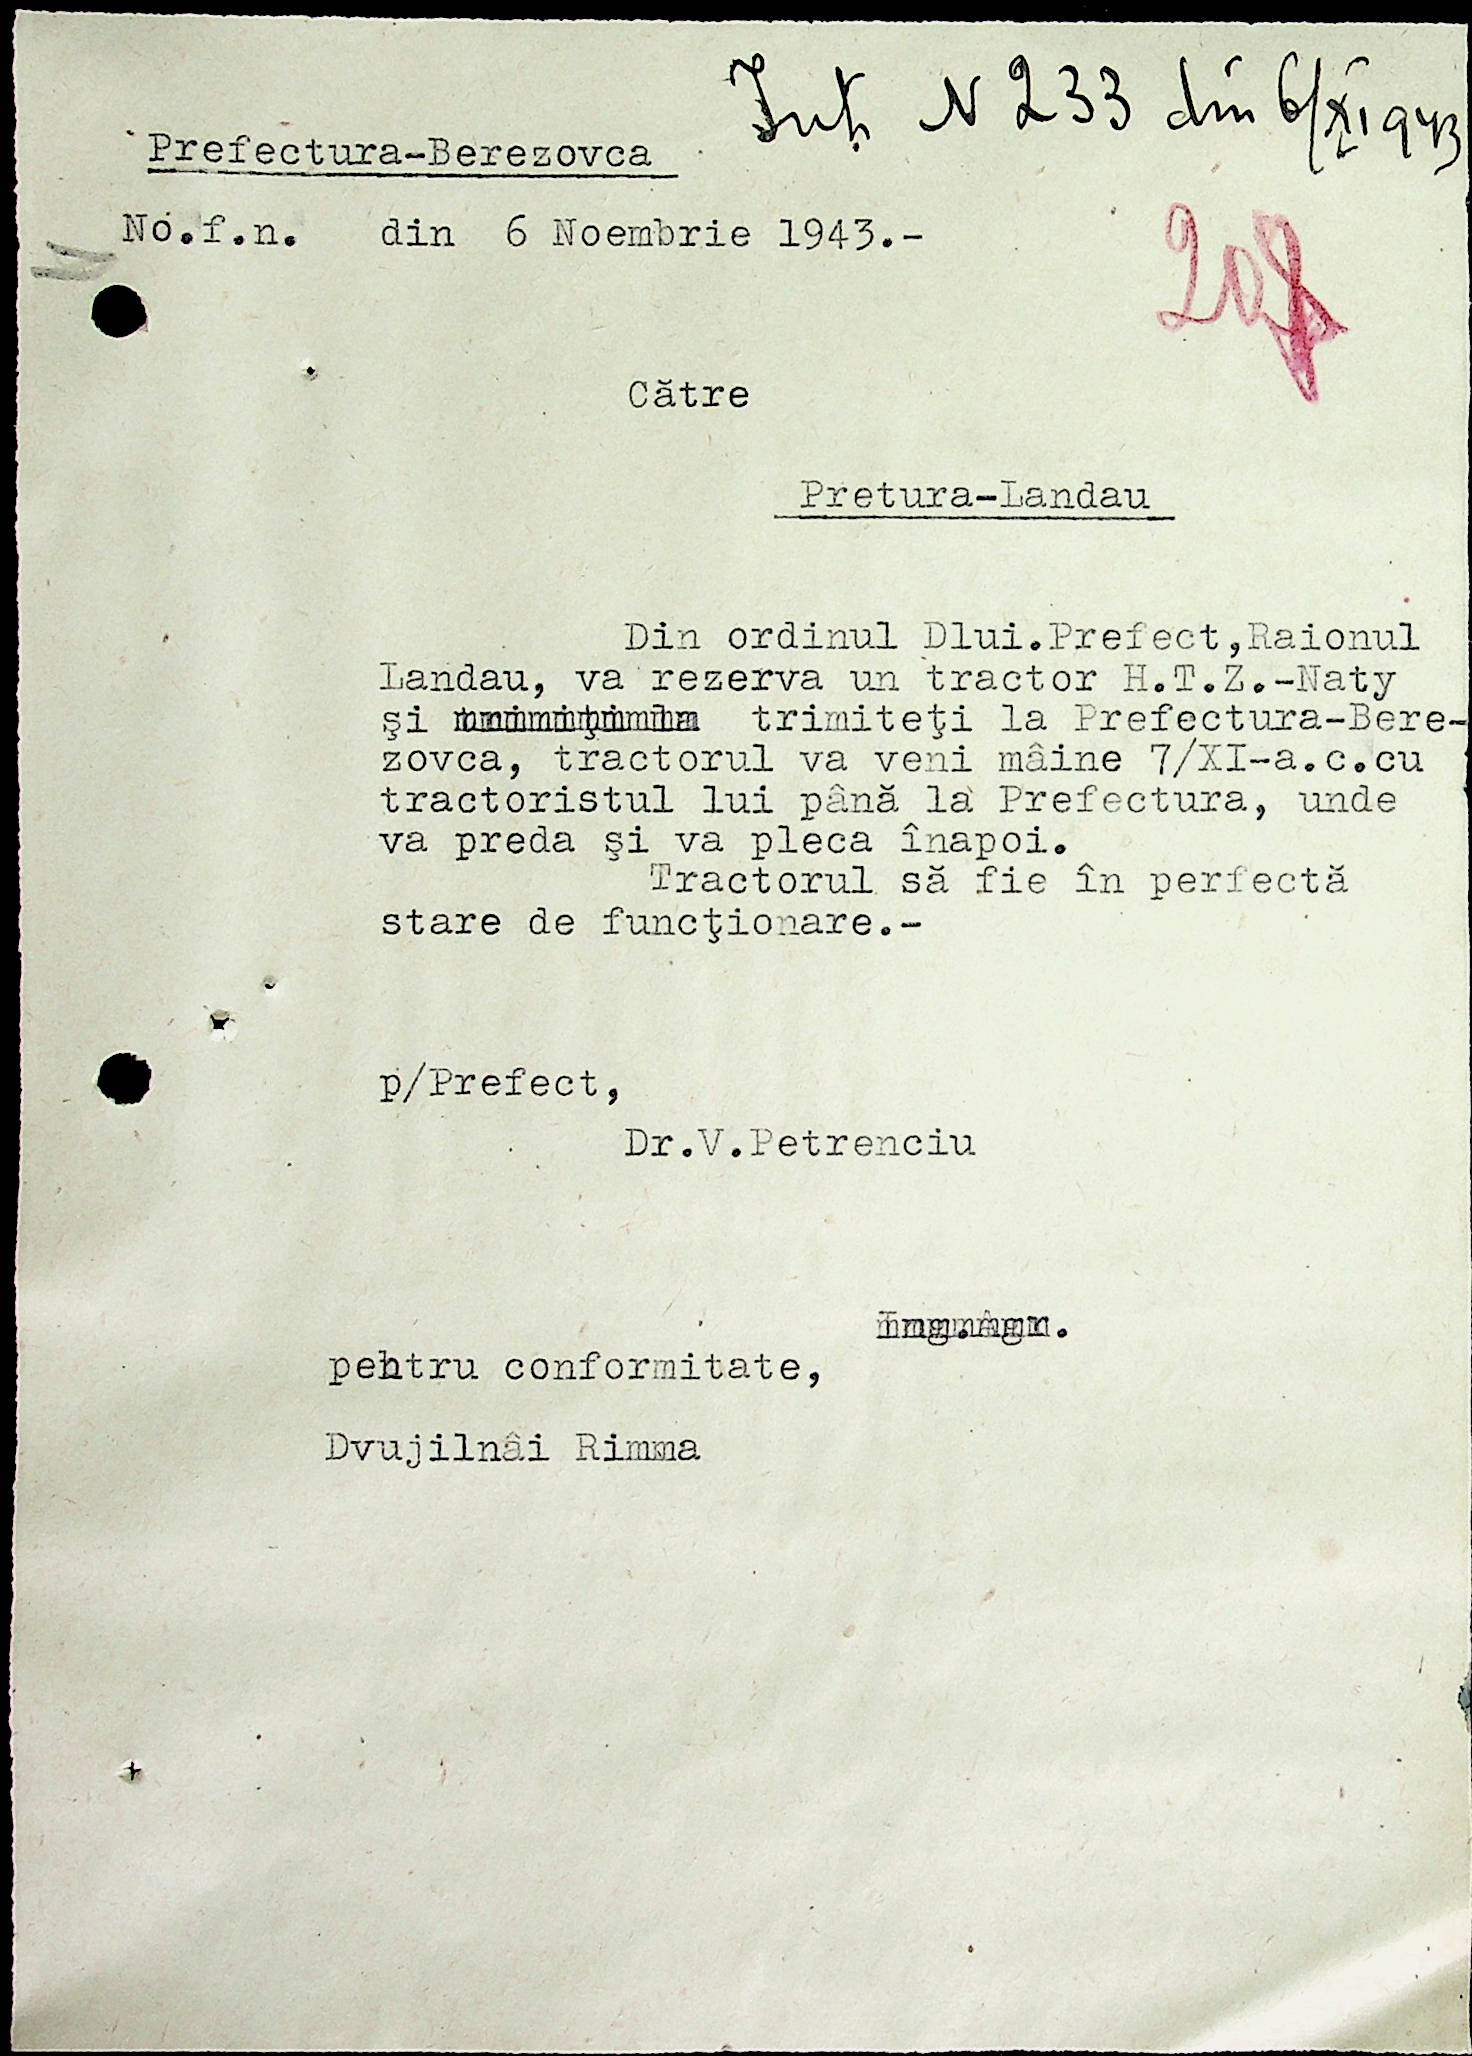 N 233 din 6/XI 1943
Prefectura-Berezovca
No.f.n. din 6 Noembrie 1943.-
208
Către
Pretura-Landau
Din ordinul Dlui.Prefect,Raionul
Landau, va rezerva un tractor H.T.Z.-Naty
şi trimiteţi la Prefectura-Bere-
zovca, tractorul va veni mâine 7/XI-a.c.cu
tractoristul lui până la Prefectura, unde
va preda şi va pleca înapoi.
Tractorul să fie în perfectă
stare de funcţionare.-
p/Prefect,
Dr.V.Petrenciu
pentru conformitate,
Dvujilnâi Rimma